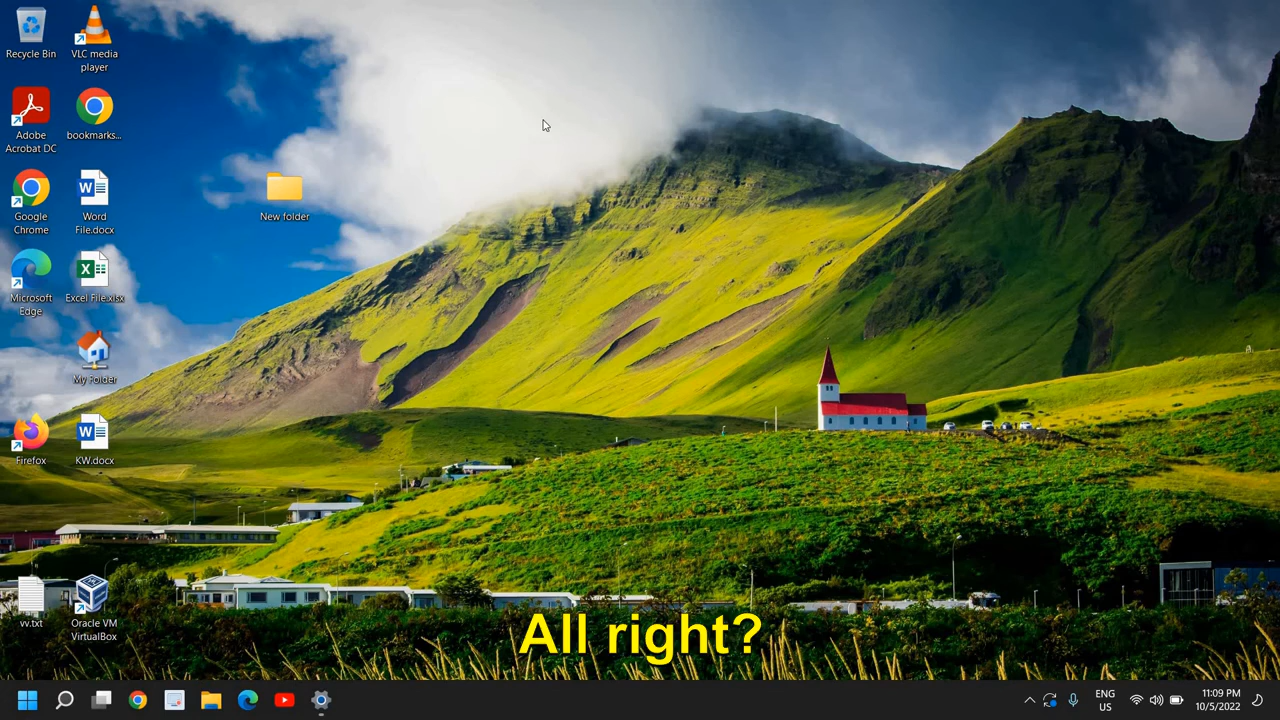 Recycle Bin
VLC media
player
Adobe
Acrobat DC
bookmarks...
Google
Chrome
Word
File.docx
New folder
Microsoft
Edge
Excel File.xlsx
My Folder
Firefox
KW.docx
vv.txt
Oracle VM
VirtualBox
All right?
ENG
US
11:09 PM
10/5/2022